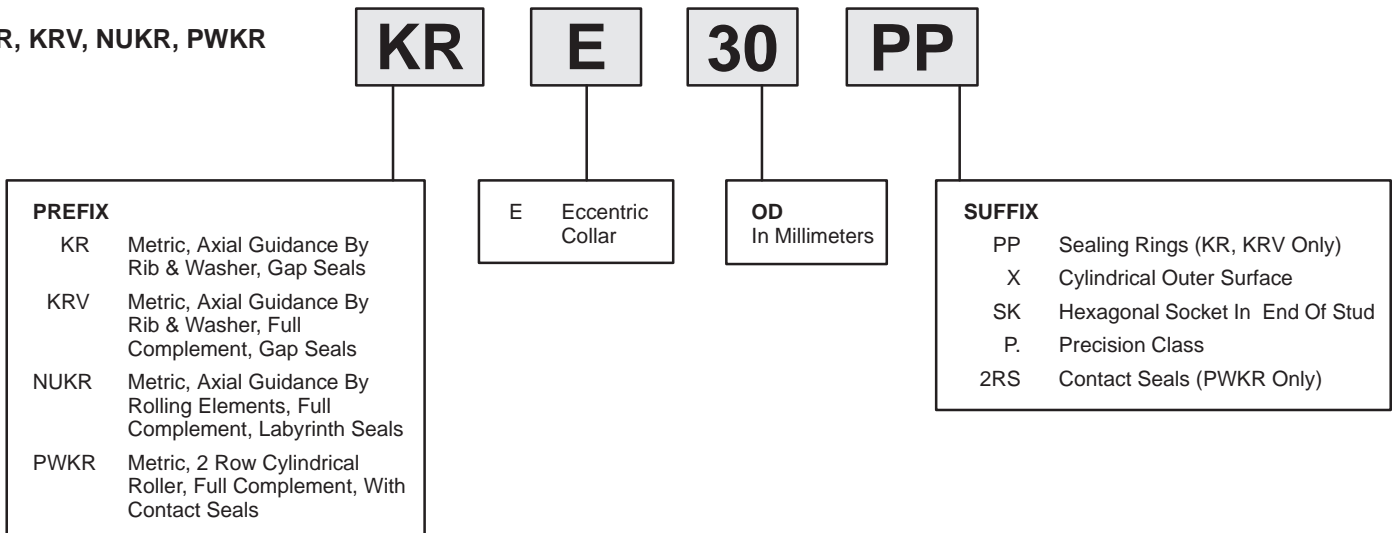 R, KRV, NUKR, PWKR
KR E 30 PP
PREFIX
KR Metric, Axial Guidance By
Rib & Washer, Gap Seals
KRV Metric, Axial Guidance By
Rib & Washer, Full
Complement, Gap Seals
NUKR Metric, Axial Guidance By
Rolling Elements, Full
Complement, Labyrinth Seals
PWKR Metric, 2 Row Cylindrical
Roller, Full Complement, With
Contact Seals
E Eccentric
Collar
OD
In Millimeters
SUFFIX
PP Sealing Rings (KR, KRV Only)
X Cylindrical Outer Surface
SK Hexagonal Socket In End Of Stud
P. Precision Class
2RS Contact Seals (PWKR Only)